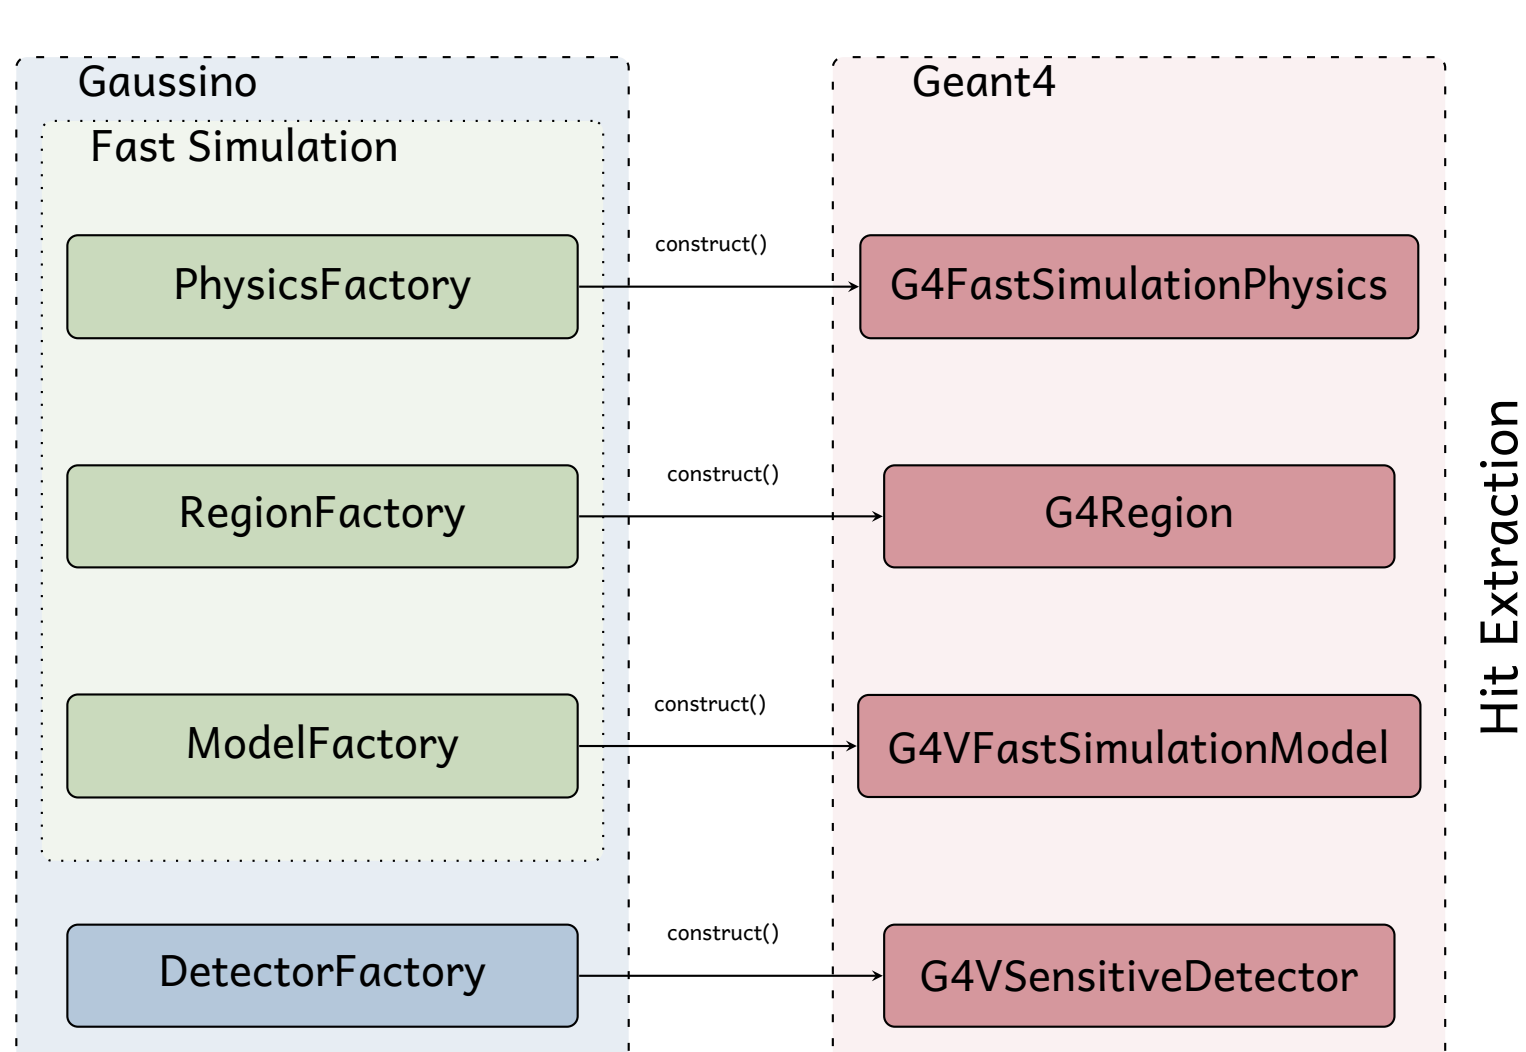 Gaussino
Geant4
Fast Simulation
construct()
PhysicsFactory
G4FastSimulationPhysics
construct()
RegionFactory
G4Region
construct()
ModelFactory
G4VFastSimulationModel
construct()
DetectorFactory
G4VSensitiveDetector
Hit Extraction